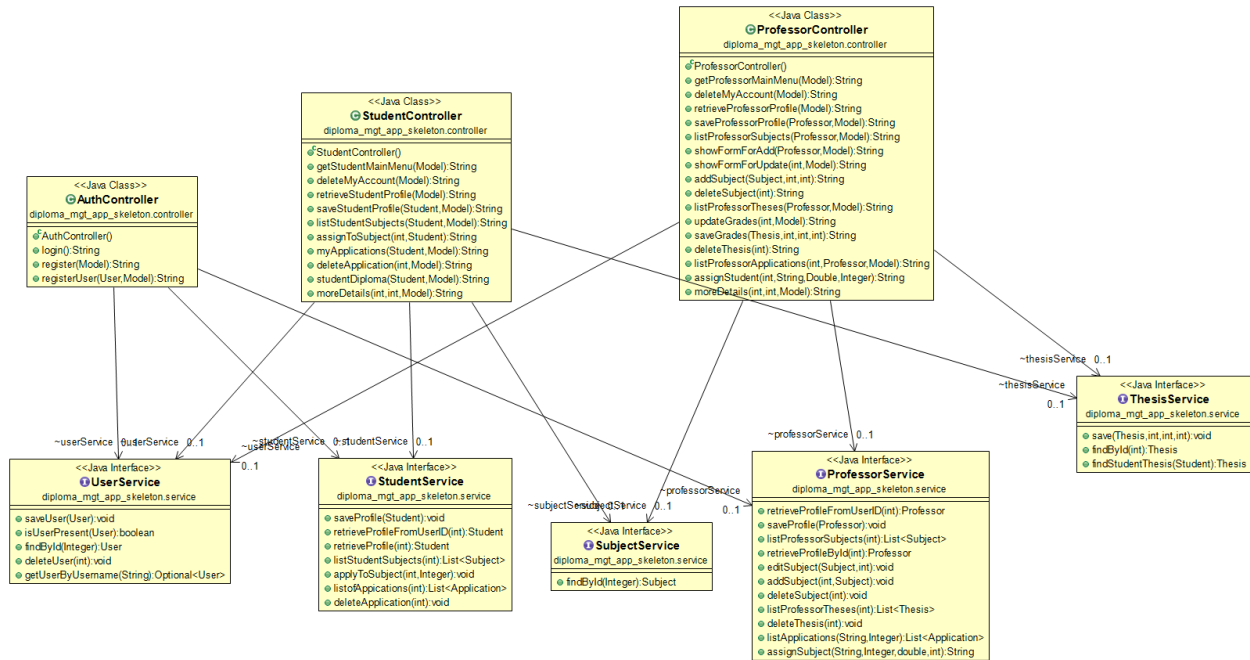 <<Java Class>>
ProfessorController
diploma_mgt_app_skeleton.controller
ProfessorController()
getProfessorMainMenu(Model):String
deleteMyAccount(Model):String
retrieveProfessorProfile(Model):String
saveProfessorProfile(Professor,Model):String
listProfessorSubjects(Professor,Model):String
showFormForAdd(Professor,Model):String
showFormForUpdate(int,Model):String
addSubject(Subject,int,int):String
deleteSubject(int):String
listProfessorTheses(Professor,Model):String
updateGrades(int,Model):String
saveGrades(Thesis,int,int,int):String
deleteThesis(int):String
listProfessorApplications(int,Professor,Model):String
assignStudent(int,String,Double,Integer):String
moreDetails(int,int,Model):String
<<Java Class>>
StudentController
diploma_mgt_app_skeleton.controller
StudentController()
getStudentMainMenu(Model):String
deleteMyAccount(Model):String
retrieveStudentProfile(Model):String
saveStudentProfile(Student,Model):String
listStudentSubjects(Student,Model):String
assignToSubject(int,Student):String
myApplications(Student,Model):String
deleteApplication(int,Model):String
studentDiploma(Student,Model):String
moreDetails(int,int,Model):String
<<Java Class>>
AuthController
diploma_mgt_app_skeleton.controller
AuthController()
login():String
register(Model):String
registerUser(User,Model):String
~thesisService 0..1
~thesisService
0..1
<<Java Interface>>
ThesisService
diploma_mgt_app_skeleton.service
save(Thesis,int,int,int):void
findById(int):Thesis
findStudentThesis(Student):Thesis
~userService
~userService 0..1
~userService
0..1
~studentService
~studentService 0..1
~professorService 0..1
~professorService
0..1
~subjectService
~subjectService
0..1
<<Java Interface>>
UserService
diploma_mgt_app_skeleton.service
saveUser(User):void
isUserPresent(User):boolean
findById(Integer):User
deleteUser(int):void
getUserByUsername(String):Optional<User>
<<Java Interface>>
StudentService
diploma_mgt_app_skeleton.service
saveProfile(Student):void
retrieveProfileFromUserID(int):Student
retrieveProfile(int):Student
listStudentSubjects(int):List<Subject>
applyToSubject(int,Integer):void
listofAppications(int):List<Application>
deleteApplication(int):void
<<Java Interface>>
SubjectService
diploma_mgt_app_skeleton.service
findById(Integer):Subject
<<Java Interface>>
ProfessorService
diploma_mgt_app_skeleton.service
retrieveProfileFromUserID(int):Professor
saveProfile(Professor):void
listProfessorSubjects(int):List<Subject>
retrieveProfileById(int):Professor
editSubject(Subject,int):void
addSubject(int,Subject):void
deleteSubject(int):void
listProfessorTheses(int):List<Thesis>
deleteThesis(int):void
listApplications(String,Integer):List<Application>
assignSubject(String,Integer,double,int):String